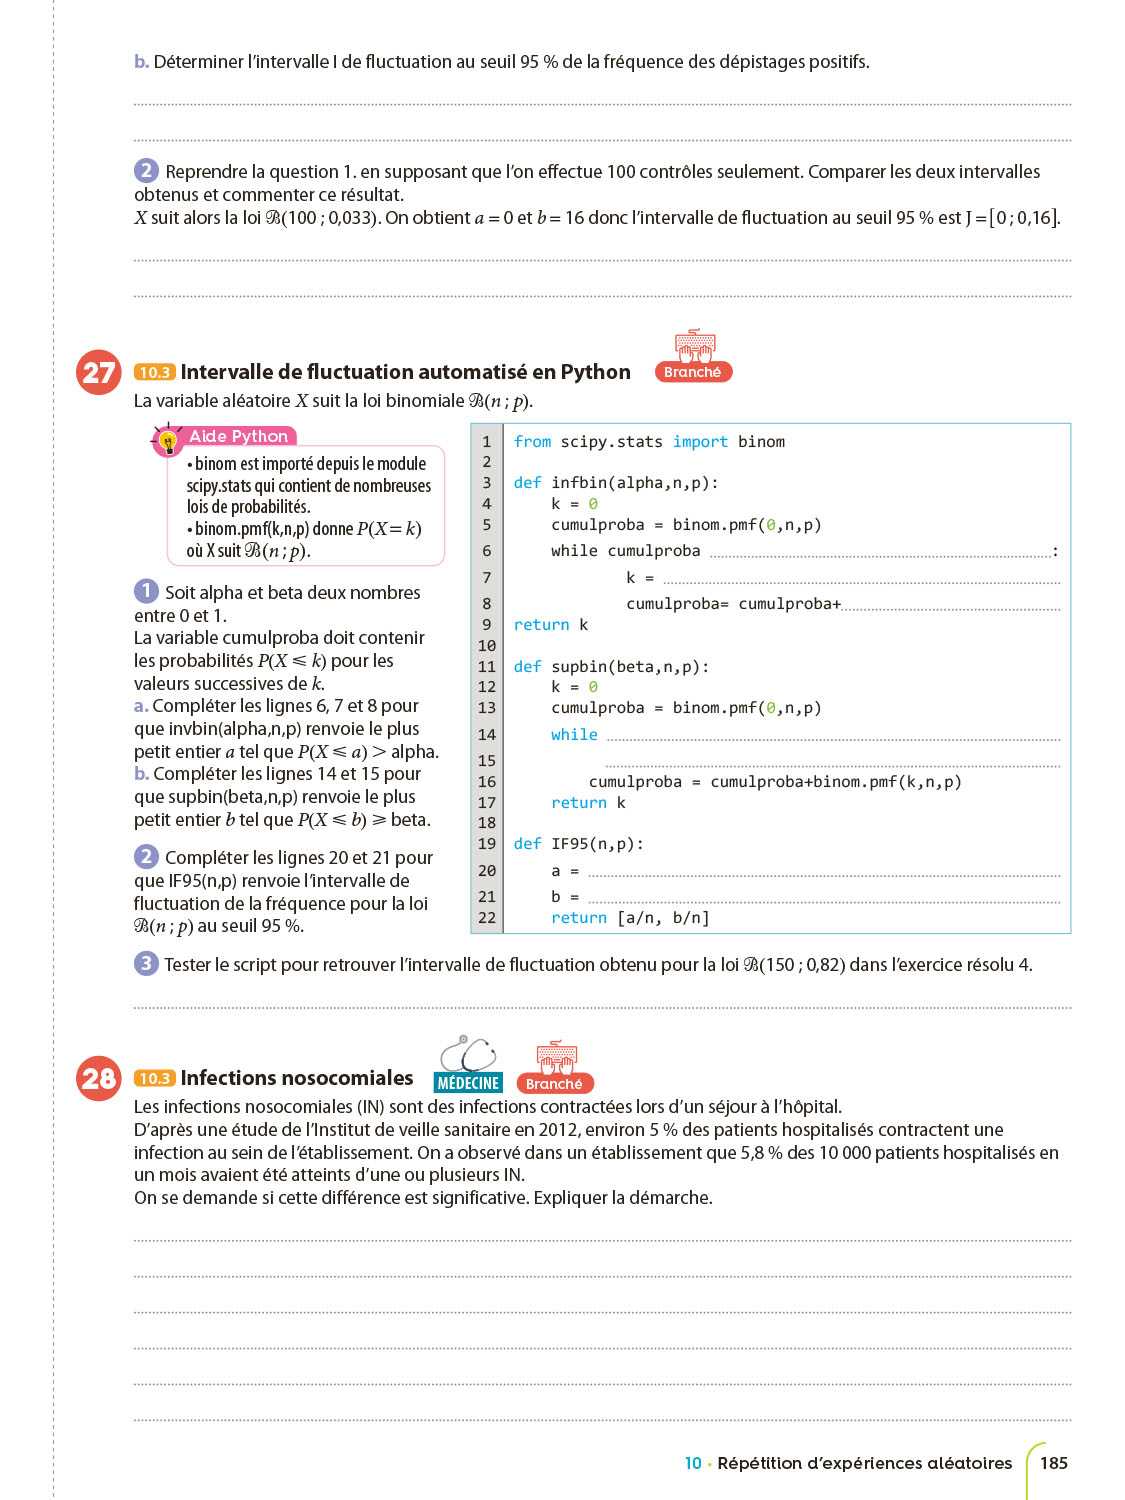 b. Déterminer l'intervalle I de fluctuation au seuil 95 % de la fréquence des dépistages positifs.
2 Reprendre la question 1. en supposant que l'on effectue 100 contrôles seulement. Comparer les deux intervalles
obtenus et commenter ce résultat.
X suit alors la loi ℬ(100 ; 0,033). On obtient a = 0 et b = 16 donc l'intervalle de fluctuation au seuil 95 % est J = [0 ; 0,16].
27 10.3 Intervalle de fluctuation automatisé en Python Branché
La variable aléatoire X suit la loi binomiale ℬ(n ; p).
Aide Python
• binom est importé depuis le module
scipy.stats qui contient de nombreuses
lois de probabilités.
• binom.pmf(k,n,p) donne P(X = k)
où X suit ℬ(n ; p).
1 Soit alpha et beta deux nombres
entre 0 et 1.
La variable cumulproba doit contenir
les probabilités P(X ⩽ k) pour les
valeurs successives de k.
a. Compléter les lignes 6, 7 et 8 pour
que invbin(alpha,n,p) renvoie le plus
petit entier a tel que P(X ⩽ a) > alpha.
b. Compléter les lignes 14 et 15 pour
que supbin(beta,n,p) renvoie le plus
petit entier b tel que P(X ⩽ b) ⩾ beta.
2 Compléter les lignes 20 et 21 pour
que IF95(n,p) renvoie l'intervalle de
fluctuation de la fréquence pour la loi
ℬ(n ; p) au seuil 95 %.
1 from scipy.stats import binom
2
3 def infbin(alpha,n,p):
4 k = 0
5 cumulproba = binom.pmf(0,n,p)
6 while cumulproba :
7 k =
8 cumulproba= cumulproba+
9 return k
10
11 def supbin(beta,n,p):
12 k = 0
13 cumulproba = binom.pmf(0,n,p)
14 while
15
16 cumulproba = cumulproba+binom.pmf(k,n,p)
17 return k
18
19 def IF95(n,p):
20 a =
21 b =
22 return [a/n, b/n]
3 Tester le script pour retrouver l'intervalle de fluctuation obtenu pour la loi ℬ(150 ; 0,82) dans l'exercice résolu 4.
28 10.3 Infections nosocomiales MÉDECINE Branché
Les infections nosocomiales (IN) sont des infections contractées lors d'un séjour à l'hôpital.
D'après une étude de l'Institut de veille sanitaire en 2012, environ 5 % des patients hospitalisés contractent une
infection au sein de l'établissement. On a observé dans un établissement que 5,8 % des 10 000 patients hospitalisés en
un mois avaient été atteints d'une ou plusieurs IN.
On se demande si cette différence est significative. Expliquer la démarche.
10 • Répétition d'expériences aléatoires 185